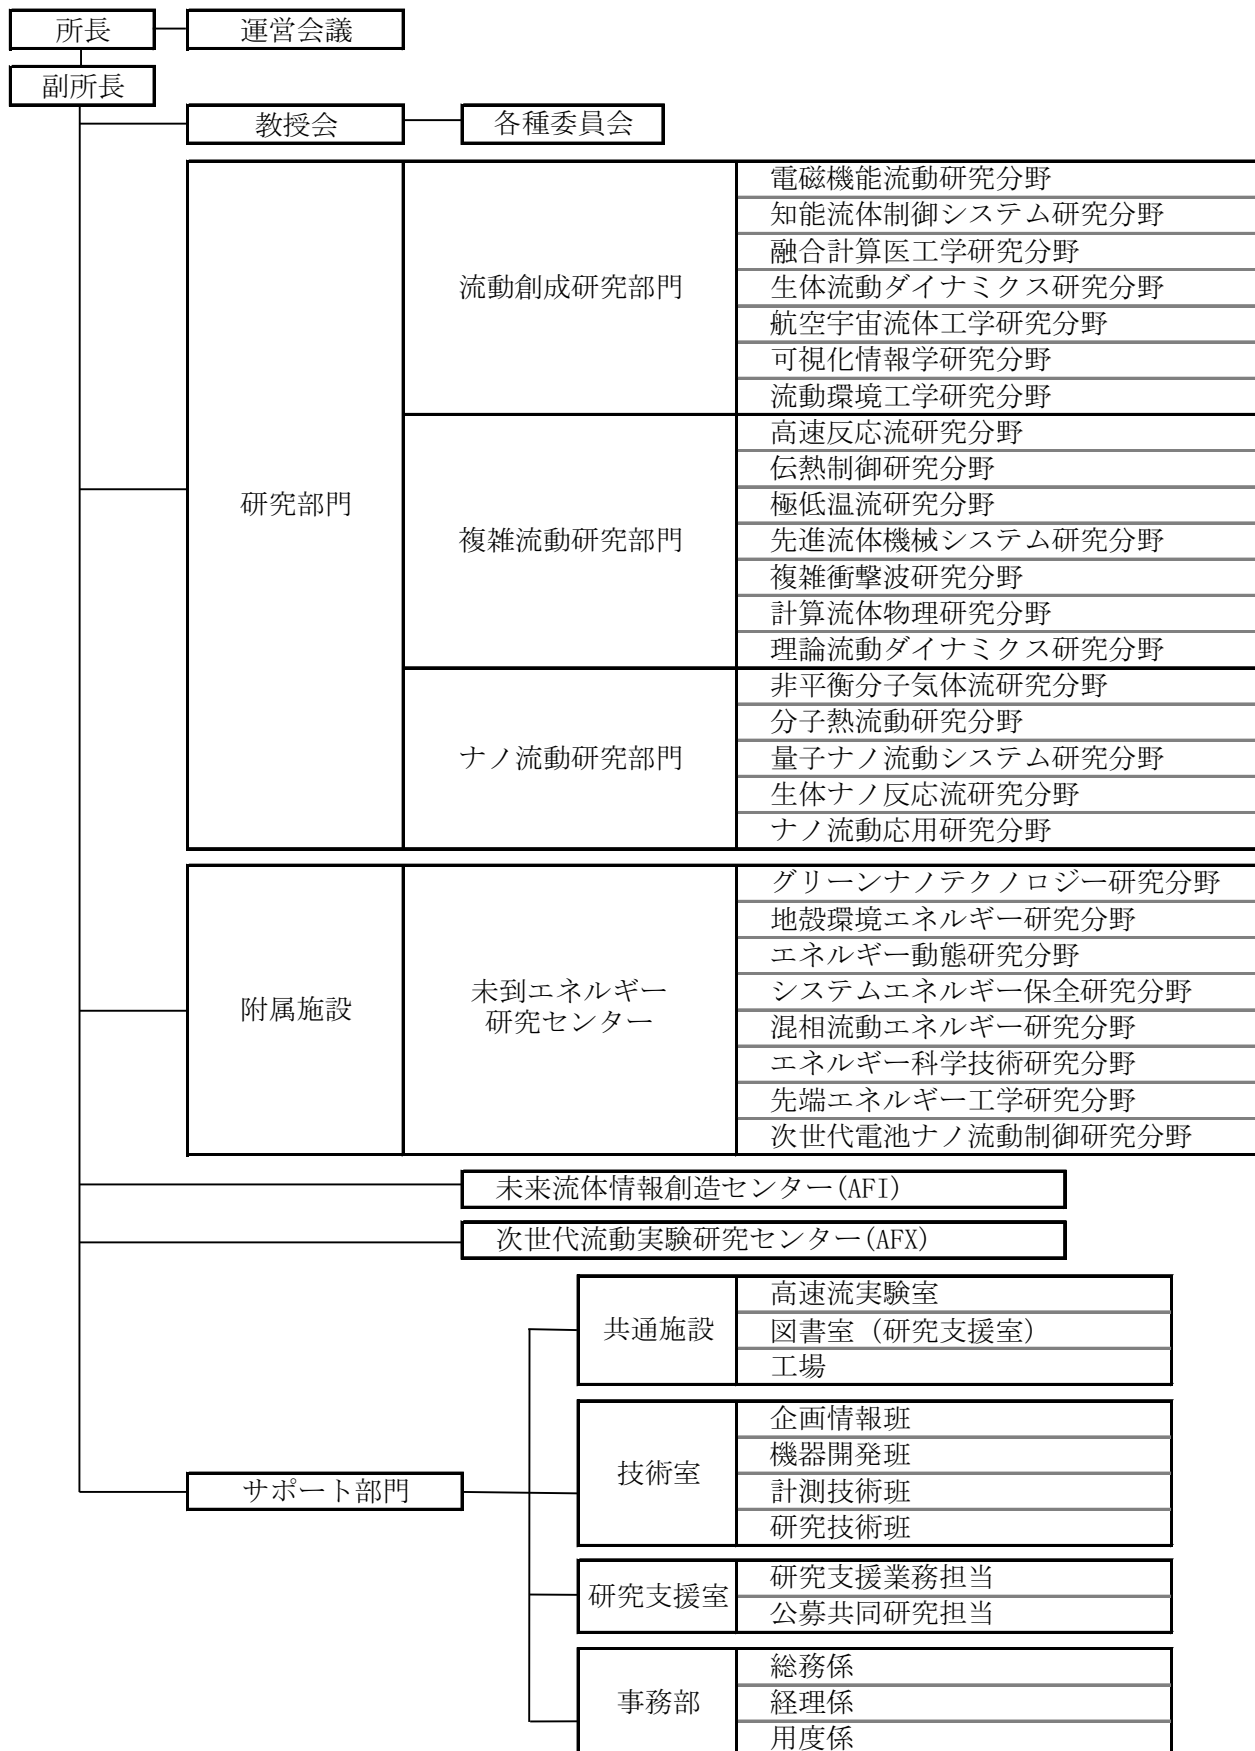 所長
運営会議
副所長
教授会
各種委員会
研究部門
流動創成研究部門
電磁機能流動研究分野
知能流体制御システム研究分野
融合計算医工学研究分野
生体流動ダイナミクス研究分野
航空宇宙流体工学研究分野
可視化情報学研究分野
流動環境工学研究分野
複雑流動研究部門
高速反応流研究分野
伝熱制御研究分野
極低温流研究分野
先進流体機械システム研究分野
複雑衝撃波研究分野
計算流体物理研究分野
理論流動ダイナミクス研究分野
ナノ流動研究部門
非平衡分子気体流研究分野
分子熱流動研究分野
量子ナノ流動システム研究分野
生体ナノ反応流研究分野
ナノ流動応用研究分野
附属施設
未到エネルギー
研究センター
グリーンナノテクノロジー研究分野
地殻環境エネルギー研究分野
エネルギー動態研究分野
システムエネルギー保全研究分野
混相流動エネルギー研究分野
エネルギー科学技術研究分野
先端エネルギー工学研究分野
次世代電池ナノ流動制御研究分野
未来流体情報創造センター(AFI)
次世代流動実験研究センター(AFX)
サポート部門
共通施設
高速流実験室
図書室（研究支援室）
工場
技術室
企画情報班
機器開発班
計測技術班
研究技術班
研究支援室
研究支援業務担当
公募共同研究担当
事務部
総務係
経理係
用度係